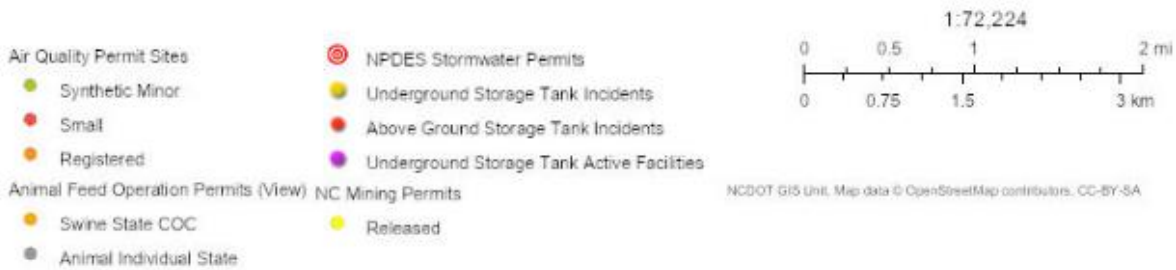 Air Quality Permit Sites
Synthetic Minor
Small
Registered
Animal Feed Operation Permits (View)
Swine State COC
Animal Individual State
NPDES Stormwater Permits
Underground Storage Tank Incidents
Above Ground Storage Tank Incidents
Underground Storage Tank Active Facilities
NC Mining Permits
Released
1:72,224
0 0.5 1 2 mi
0 0.75 1.5 3 km
NCDOT GIS Unit. Map data © OpenStreetMap contributors, CC-BY-SA